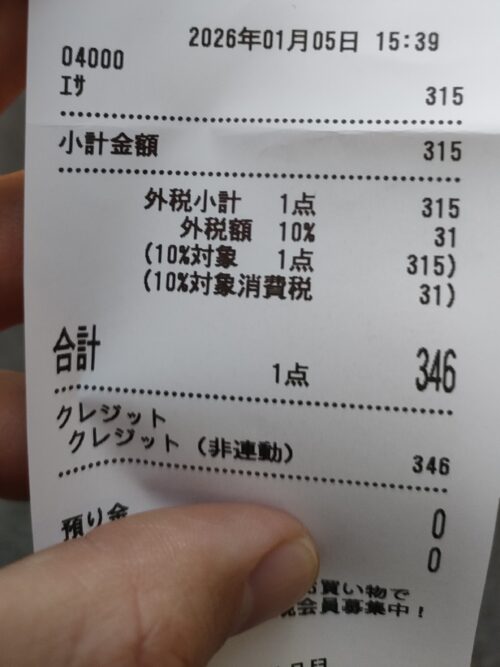 2026年01月05日 15:39
04000
エサ 315
小計金額 315
外税小計 1点 315
外税額 10% 31
(10%対象 1点 315)
(10%対象消費税 31)
合計 1点 346
クレジット
クレジット(非連動) 346
預り金 0
0
買い物で
会員募集中!